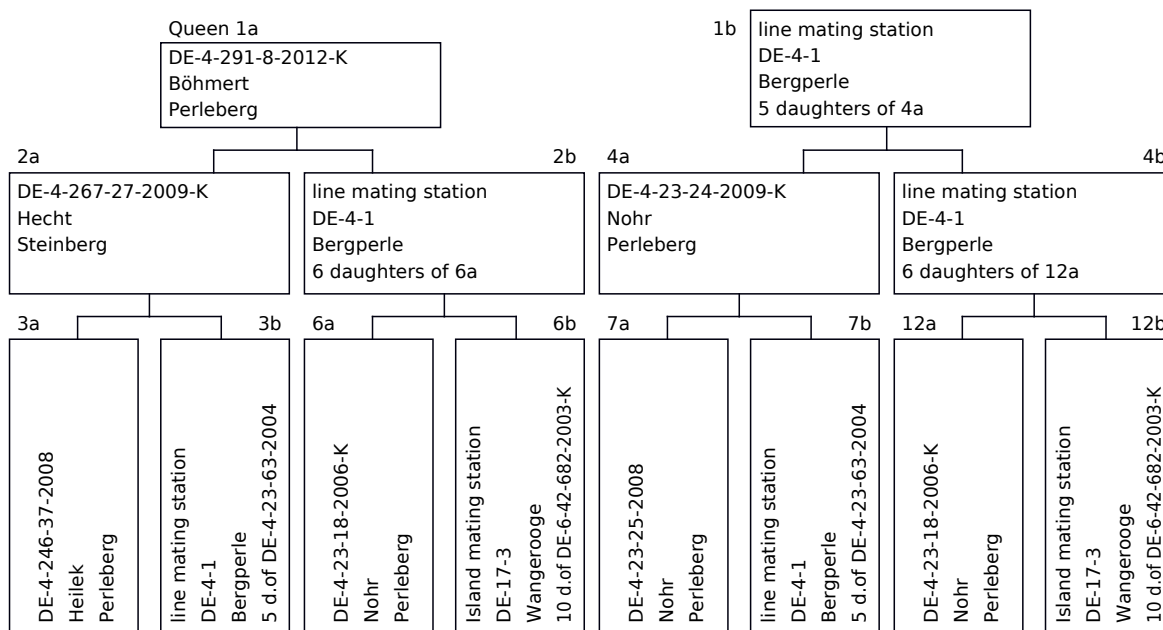 Queen 1a
DE-4-291-8-2012-K
Böhmert
Perleberg
1b
line mating station
DE-4-1
Bergperle
5 daughters of 4a
2a
DE-4-267-27-2009-K
Hecht
Steinberg
2b
line mating station
DE-4-1
Bergperle
6 daughters of 6a
4a
DE-4-23-24-2009-K
Nohr
Perleberg
4b
line mating station
DE-4-1
Bergperle
6 daughters of 12a
3a
DE-4-246-37-2008
Heilek
Perleberg
3b
line mating station
DE-4-1
Bergperle
5 d.of DE-4-23-63-2004
6a
DE-4-23-18-2006-K
Nohr
Perleberg
6b
Island mating station
DE-17-3
Wangerooge
10 d.of DE-6-42-682-2003-K
7a
DE-4-23-25-2008
Nohr
Perleberg
7b
line mating station
DE-4-1
Bergperle
5 d.of DE-4-23-63-2004
12a
DE-4-23-18-2006-K
Nohr
Perleberg
12b
Island mating station
DE-17-3
Wangerooge
10 d.of DE-6-42-682-2003-K